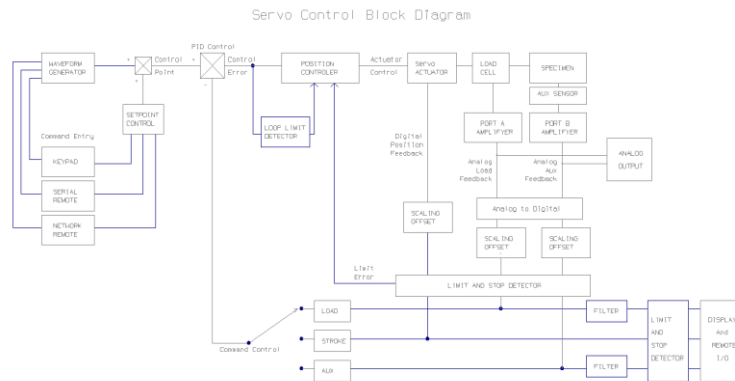 Servo Control Block Diagram
PID Control
WAVEFORM
GENERATOR
Control
Point
Control
Error
POSITION
CONTROLER
Actuator
Control
Servo
ACTUATOR
LOAD
CELL
SPECIMEN
AUX SENSOR
SETPOINT
CONTROL
LOOP LIMIT
DETECTOR
PORT A
AMPLIFYER
PORT B
AMPLIFYER
Command Entry
KEYPAD
SERIAL
REMOTE
NETWORK
REMOTE
Digital
Position
Feedback
Analog
Load
Feedback
Analog
Aux
Feedback
ANALOG
OUTPUT
Analog to Digital
SCALING
OFFSET
SCALING
OFFSET
SCALING
OFFSET
Limit
Error
LIMIT AND STOP DETECTOR
Command Control
LOAD
STROKE
AUX
FILTER
FILTER
LIMIT
AND
STOP
DETECTOR
DISPLAY
And
REMOTE
I/O